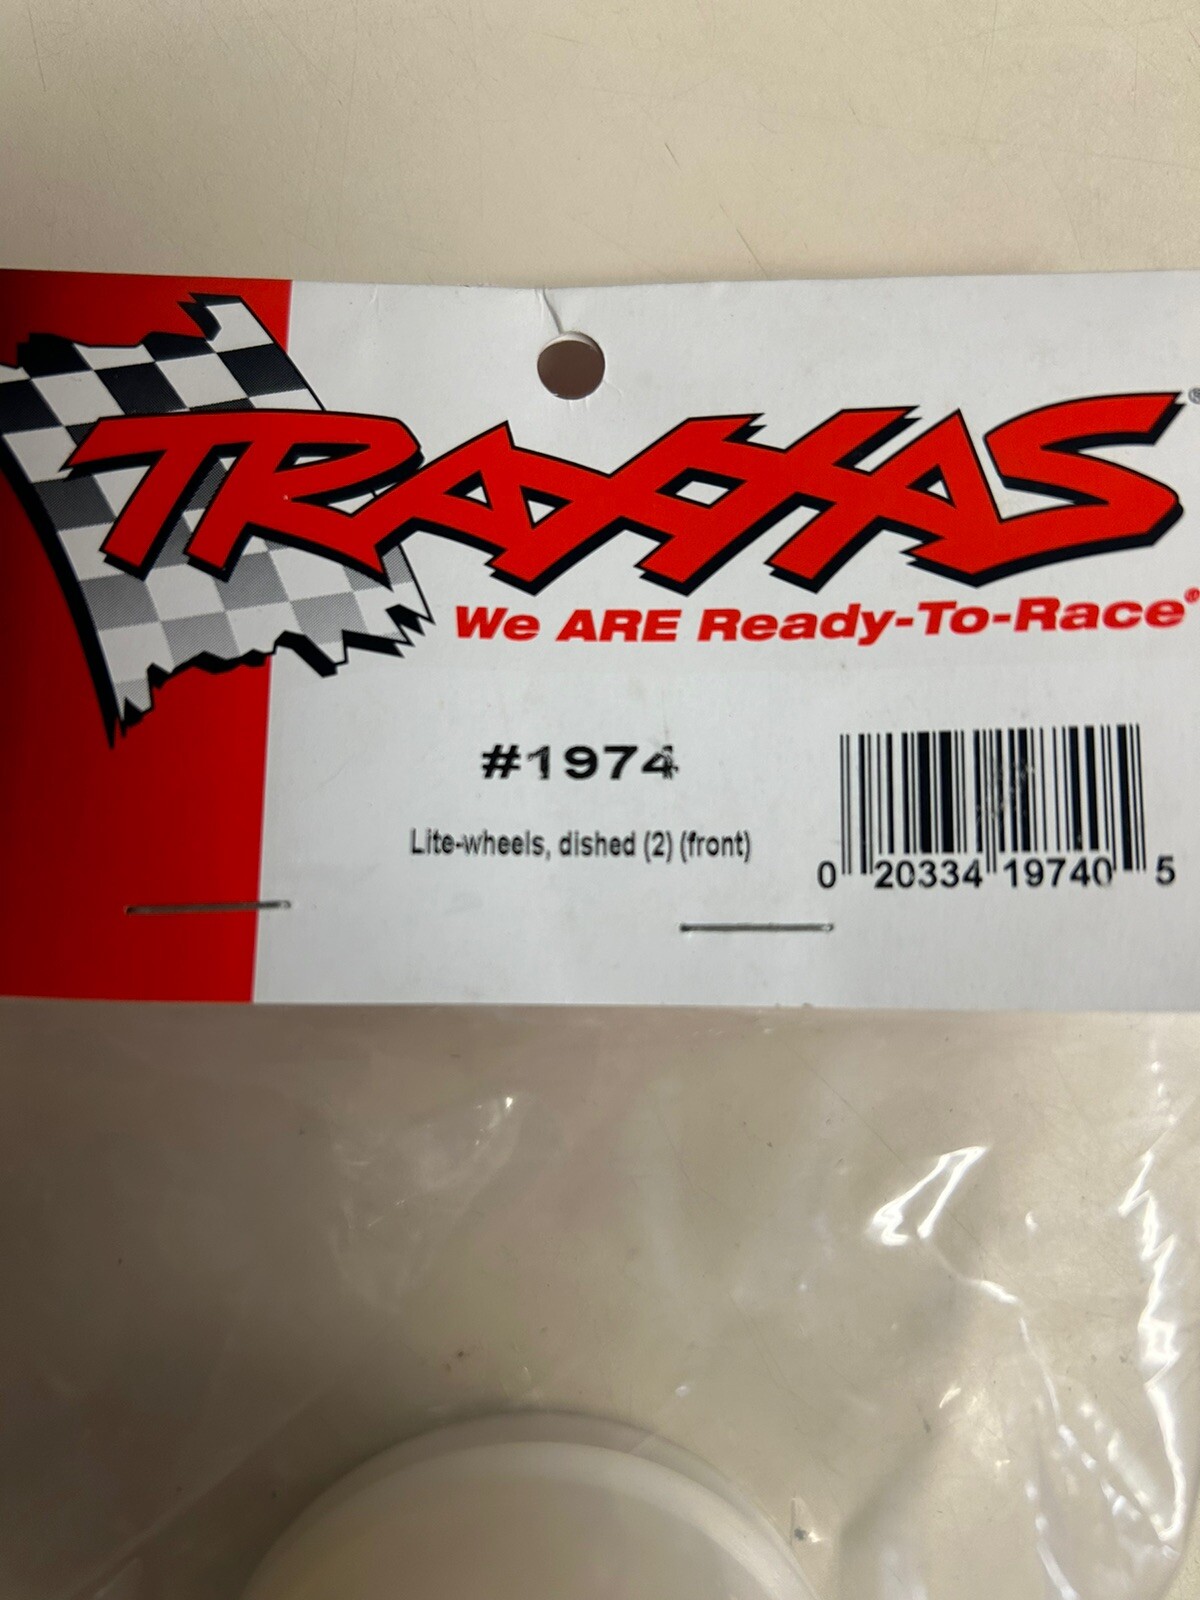 TRAXXAS®
We ARE Ready-To-Race®
#1974
Lite-wheels, dished (2) (front)
0 20334 19740 5